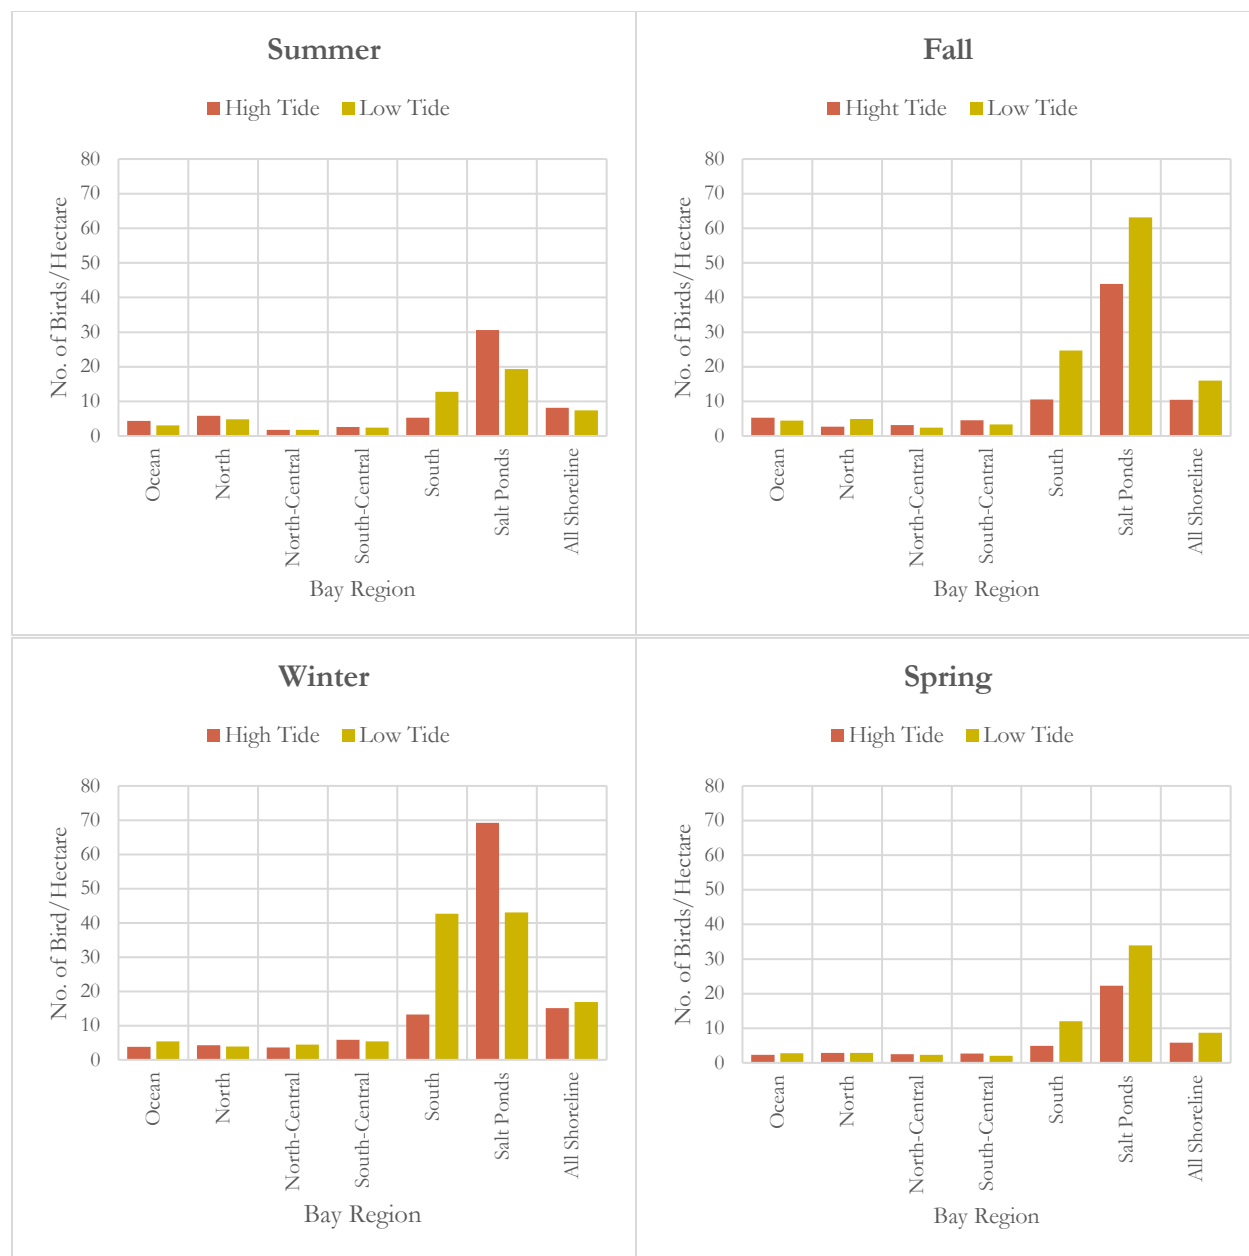 Summer
High Tide Low Tide
No. of Birds/Hectare
80
70
60
50
40
30
20
10
0
Ocean
North
North-Central
South-Central
South
Salt Ponds
All Shoreline
Bay Region
Fall
Hight Tide Low Tide
No. of Birds/Hectare
80
70
60
50
40
30
20
10
0
Ocean
North
North-Central
South-Central
South
Salt Ponds
All Shoreline
Bay Region
Winter
High Tide Low Tide
No. of Bird/Hectare
80
70
60
50
40
30
20
10
0
Ocean
North
North-Central
South-Central
South
Salt Ponds
All Shoreline
Bay Region
Spring
High Tide Low Tide
No. of Birds/Hectare
80
70
60
50
40
30
20
10
0
Ocean
North
North-Central
South-Central
South
Salt Ponds
All Shoreline
Bay Region